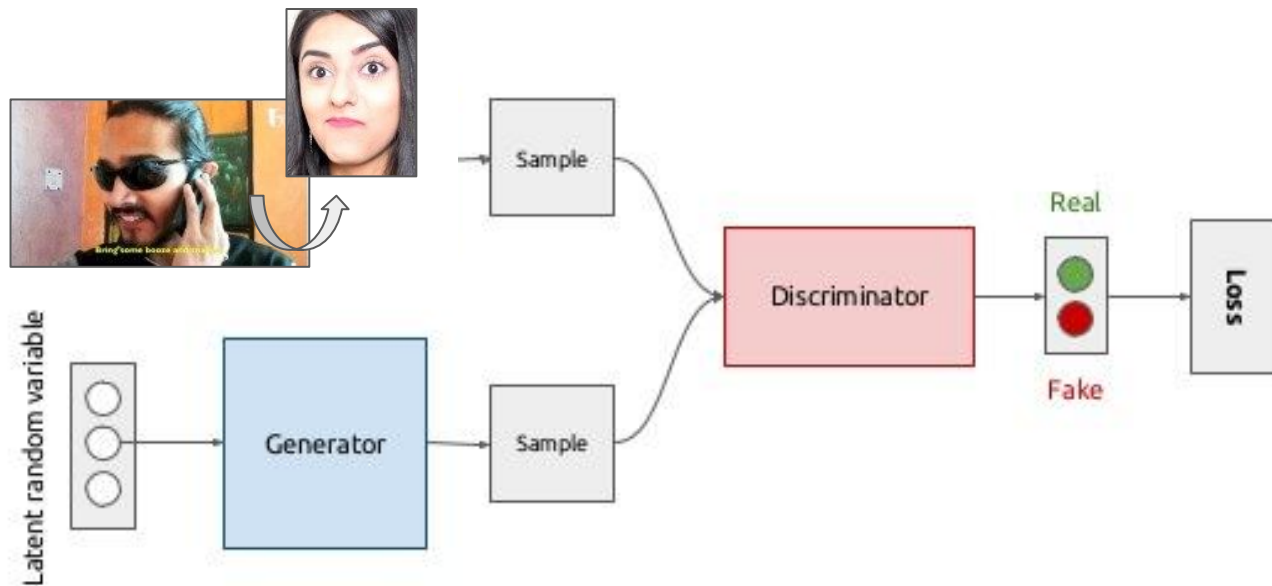 Bring some booze and
Sample
Real
Discriminator
Loss
Fake
Latent random variable
Generator
Sample